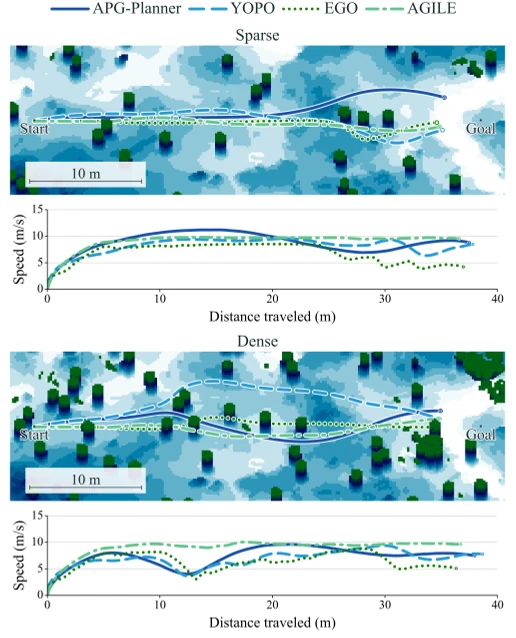 APG-Planner YOPO EGO AGILE
Sparse
Start
Goal
10 m
15
10
5
0
Speed (m/s)
0 10 20 30 40
Distance traveled (m)
Dense
Start
Goal
10 m
15
10
5
0
Speed (m/s)
0 10 20 30 40
Distance traveled (m)